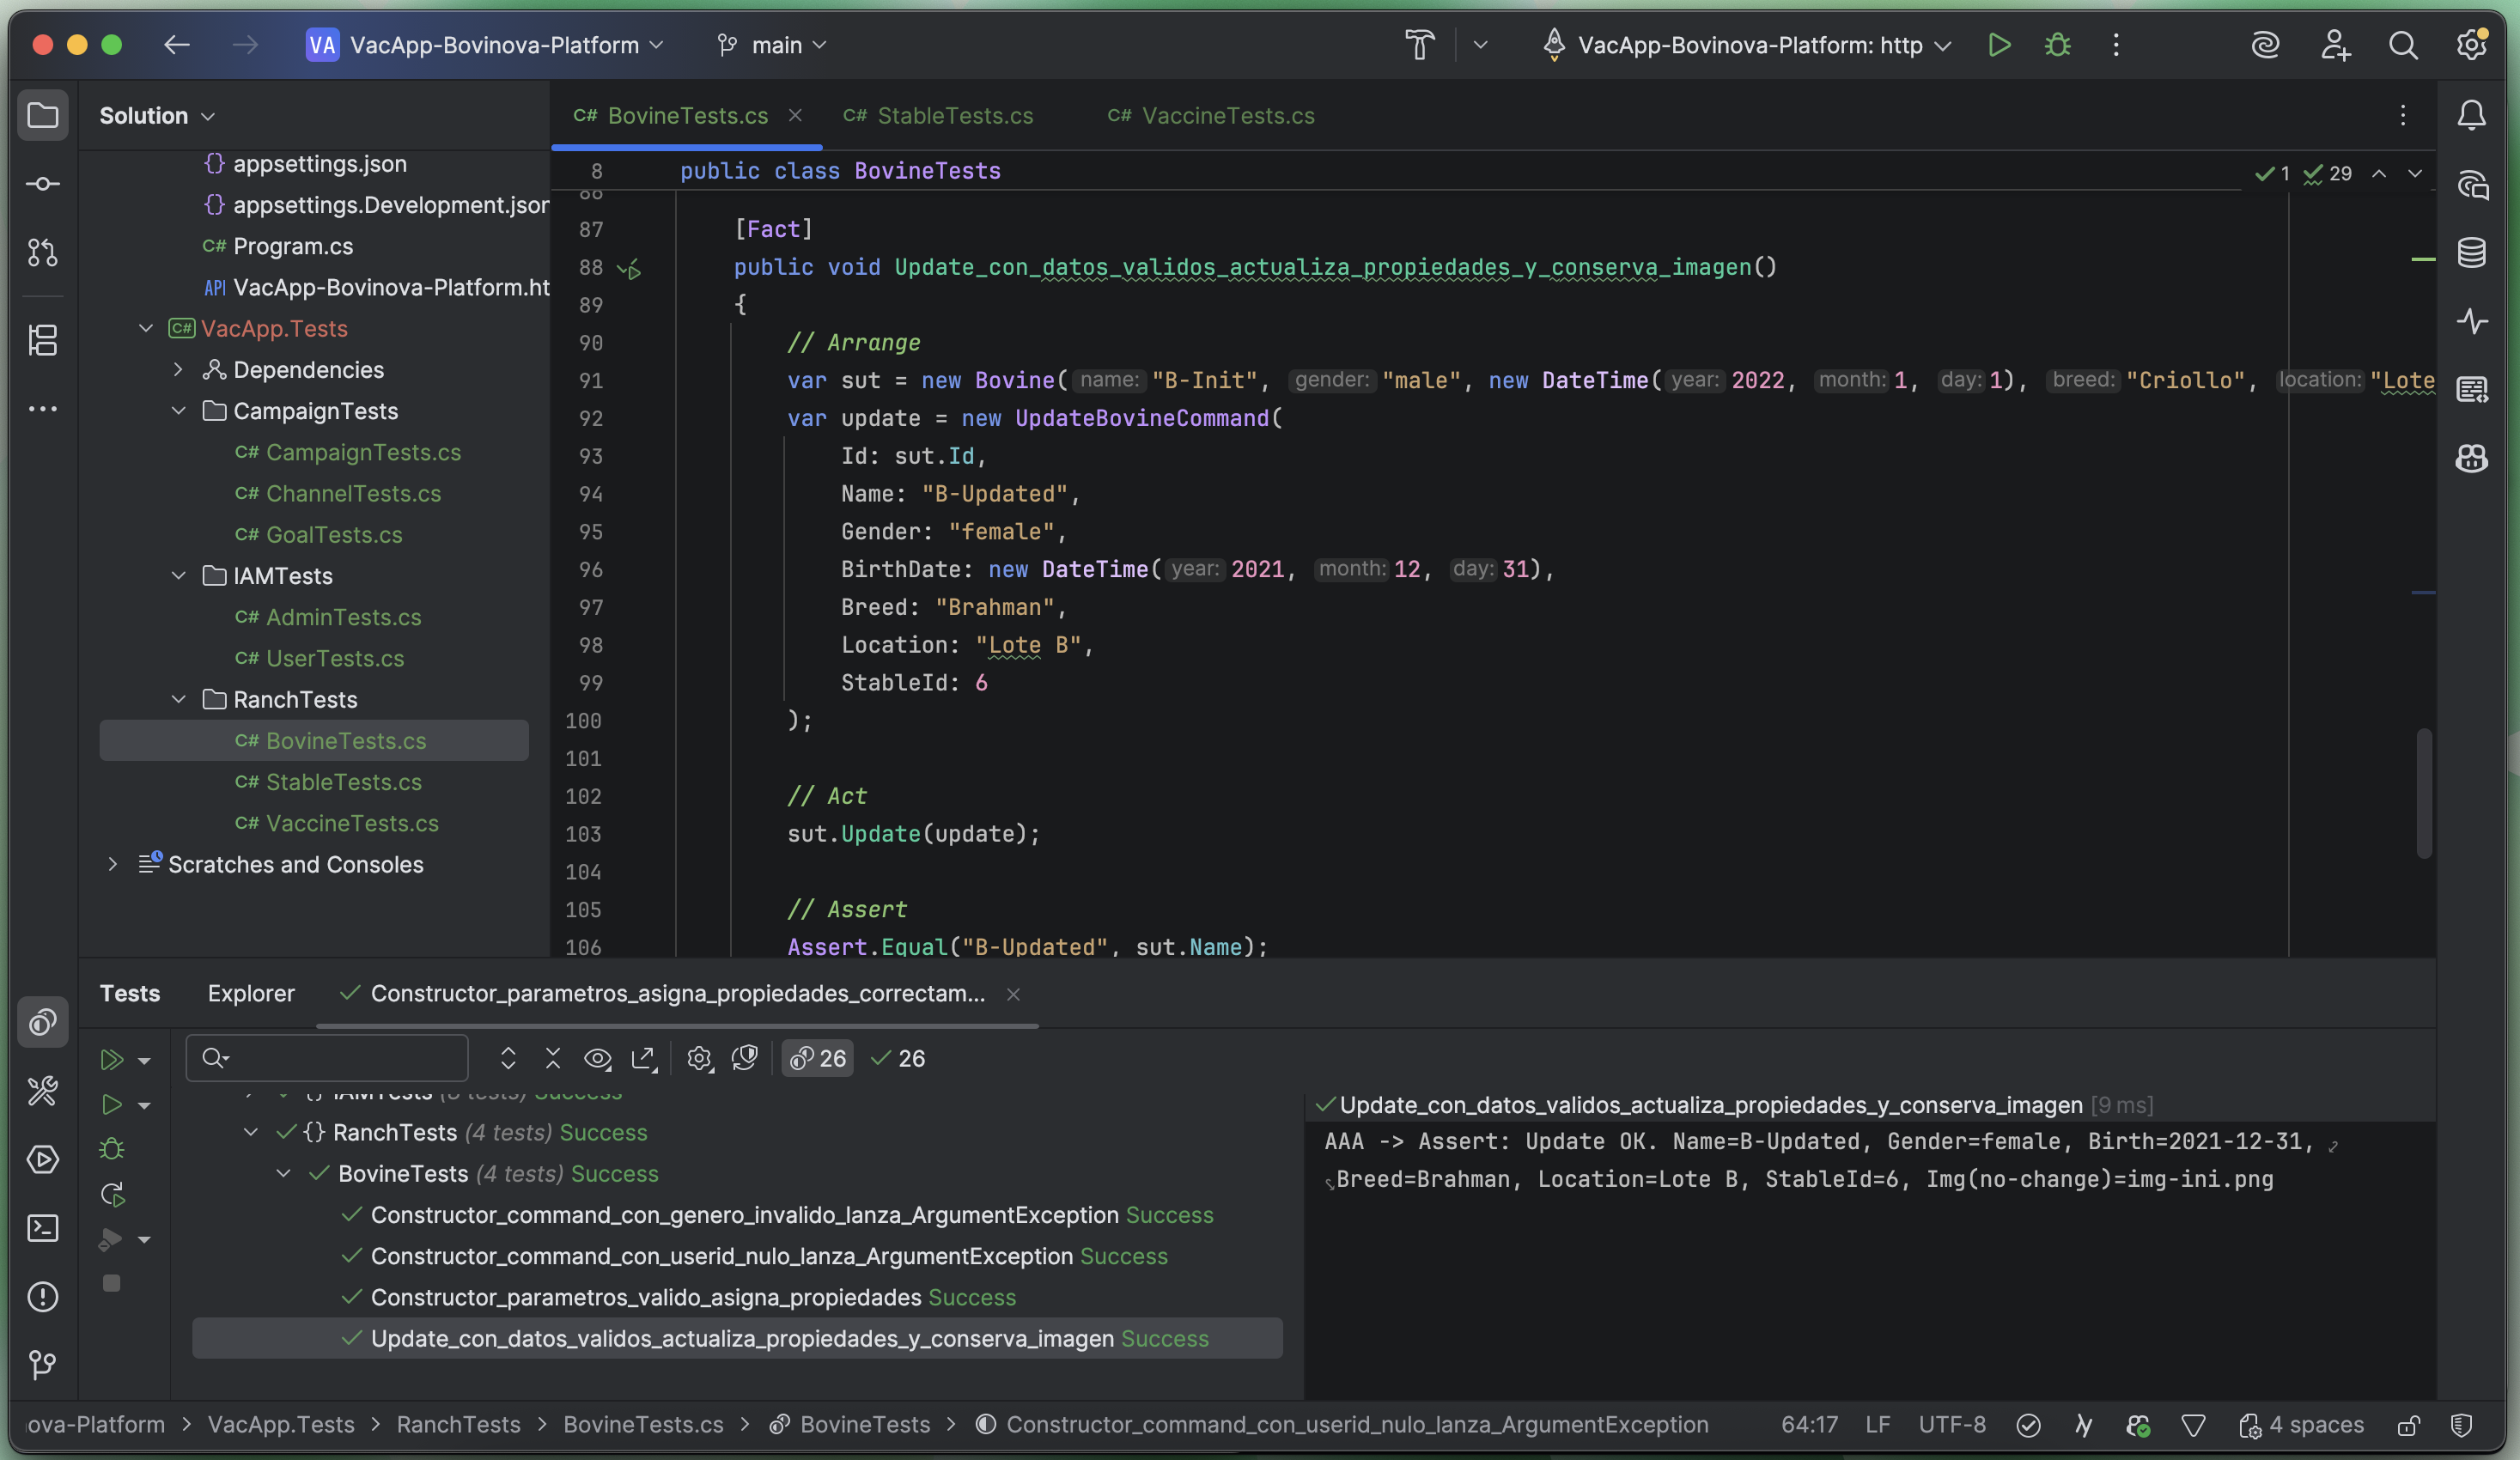 VA VacApp-Bovinova-Platform main VacApp-Bovinova-Platform: http
Solution
appsettings.json
appsettings.Development.json
C# Program.cs
API VacApp-Bovinova-Platform.ht
C# VacApp.Tests
Dependencies
CampaignTests
C# CampaignTests.cs
C# ChannelTests.cs
C# GoalTests.cs
IAMTests
C# AdminTests.cs
C# UserTests.cs
RanchTests
C# BovineTests.cs
C# StableTests.cs
C# VaccineTests.cs
Scratches and Consoles
C# BovineTests.cs C# StableTests.cs C# VaccineTests.cs
8 public class BovineTests 1 29
86
87 [Fact]
88 public void Update_con_datos_validos_actualiza_propiedades_y_conserva_imagen()
89 {
90 // Arrange
91 var sut = new Bovine( name: "B-Init", gender: "male", new DateTime( year: 2022, month: 1, day: 1), breed: "Criollo", location: "Lote
92 var update = new UpdateBovineCommand(
93 Id: sut.Id,
94 Name: "B-Updated",
95 Gender: "female",
96 BirthDate: new DateTime( year: 2021, month: 12, day: 31),
97 Breed: "Brahman",
98 Location: "Lote B",
99 StableId: 6
100 );
101
102 // Act
103 sut.Update(update);
104
105 // Assert
106 Assert.Equal("B-Updated", sut.Name);
Tests Explorer Constructor_parametros_asigna_propiedades_correctam...
26 26
{} IAMTests (8 tests) Success
{} RanchTests (4 tests) Success
BovineTests (4 tests) Success
Constructor_command_con_genero_invalido_lanza_ArgumentException Success
Constructor_command_con_userid_nulo_lanza_ArgumentException Success
Constructor_parametros_valido_asigna_propiedades Success
Update_con_datos_validos_actualiza_propiedades_y_conserva_imagen Success
Update_con_datos_validos_actualiza_propiedades_y_conserva_imagen [9 ms]
AAA -> Assert: Update OK. Name=B-Updated, Gender=female, Birth=2021-12-31,
Breed=Brahman, Location=Lote B, StableId=6, Img(no-change)=img-ini.png
ova-Platform > VacApp.Tests > RanchTests > BovineTests.cs > BovineTests > Constructor_command_con_userid_nulo_lanza_ArgumentException 64:17 LF UTF-8 4 spaces